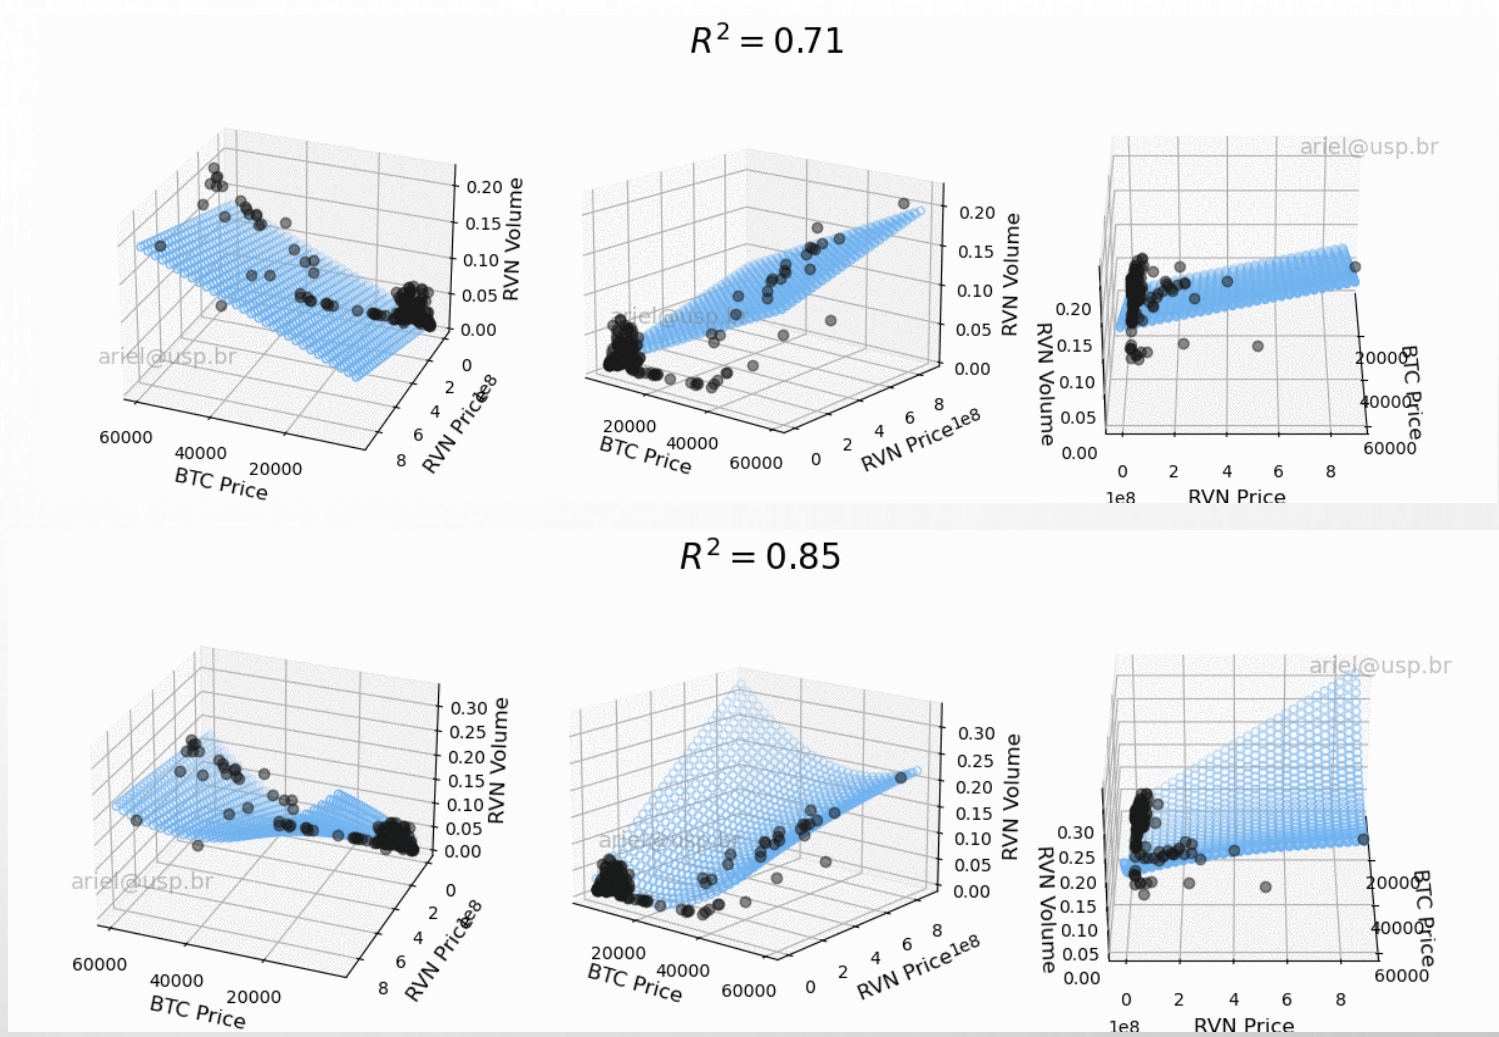 R² = 0.71
ariel@usp.br
0.20
0.15
0.10
0.05
0.00
RVN Volume
0
2
4
6
8
1e8
RVN Price
60000
40000
20000
BTC Price
ariel@usp.br
ariel@usp.br
0.20
0.15
0.10
0.05
0.00
RVN Volume
20000
40000
60000
BTC Price
0
2
4
6
8
1e8
RVN Price
0.20
0.15
0.10
0.05
0.00
RVN Volume
20000
40000
60000
BTC Price
0 2 4 6 8
1e8
RVN Price
R² = 0.85
ariel@usp.br
0.30
0.25
0.20
0.15
0.10
0.05
0.00
RVN Volume
0
2
4
6
8
1e8
RVN Price
60000
40000
20000
BTC Price
ariel@usp.br
ariel@usp.br
0.30
0.25
0.20
0.15
0.10
0.05
0.00
RVN Volume
20000
40000
60000
BTC Price
0
2
4
6
8
1e8
RVN Price
0.30
0.25
0.20
0.15
0.10
0.05
0.00
RVN Volume
20000
40000
60000
BTC Price
0 2 4 6 8
1e8
RVN Price